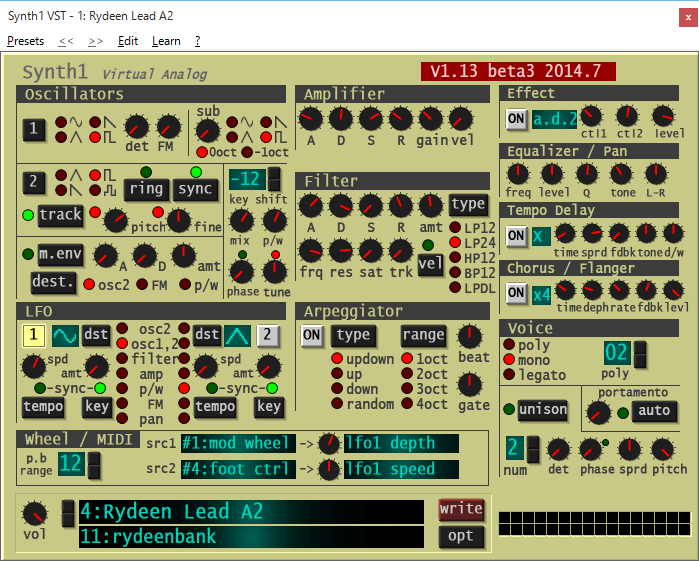 Synth1 VST - 1: Rydeen Lead A2
x
Presets << >> Edit Learn ?
Synth1 Virtual Analog
V1.13 beta3 2014.7
Oscillators
1
det FM
sub
0oct -1oct
2
ring sync
track
pitch fine
-12
key shift
mix p/w
phase tune
m.env
A D amt
dest.
osc2 FM p/w
Amplifier
A D S R gain vel
Filter
A D S R amt
type
frq res sat trk
vel
LP12
LP24
HP12
BP12
LPDL
Effect
ON
a.d.2
ctl1 ctl2 level
Equalizer / Pan
freq level Q tone L-R
Tempo Delay
ON
X
time sprd fdbk toned/w
Chorus / Flanger
ON
x4
timedephratefdbk levl
LFO
1
dst
spd
amt
sync
tempo
key
osc2
osc1,2
filter
amp
p/w
FM
pan
dst
2
spd
amt
sync
tempo
key
Arpeggiator
ON
type
updown
up
down
random
range
1oct
2oct
3oct
4oct
beat
gate
Voice
poly
mono
legato
02
poly
unison
portamento
auto
2
num
det phase sprd pitch
Wheel / MIDI
p.b
range
12
src1 #1:mod wheel -> lfo1 depth
src2 #4:foot ctrl -> lfo1 speed
vol
4:Rydeen Lead A2
11:rydeenbank
write
opt